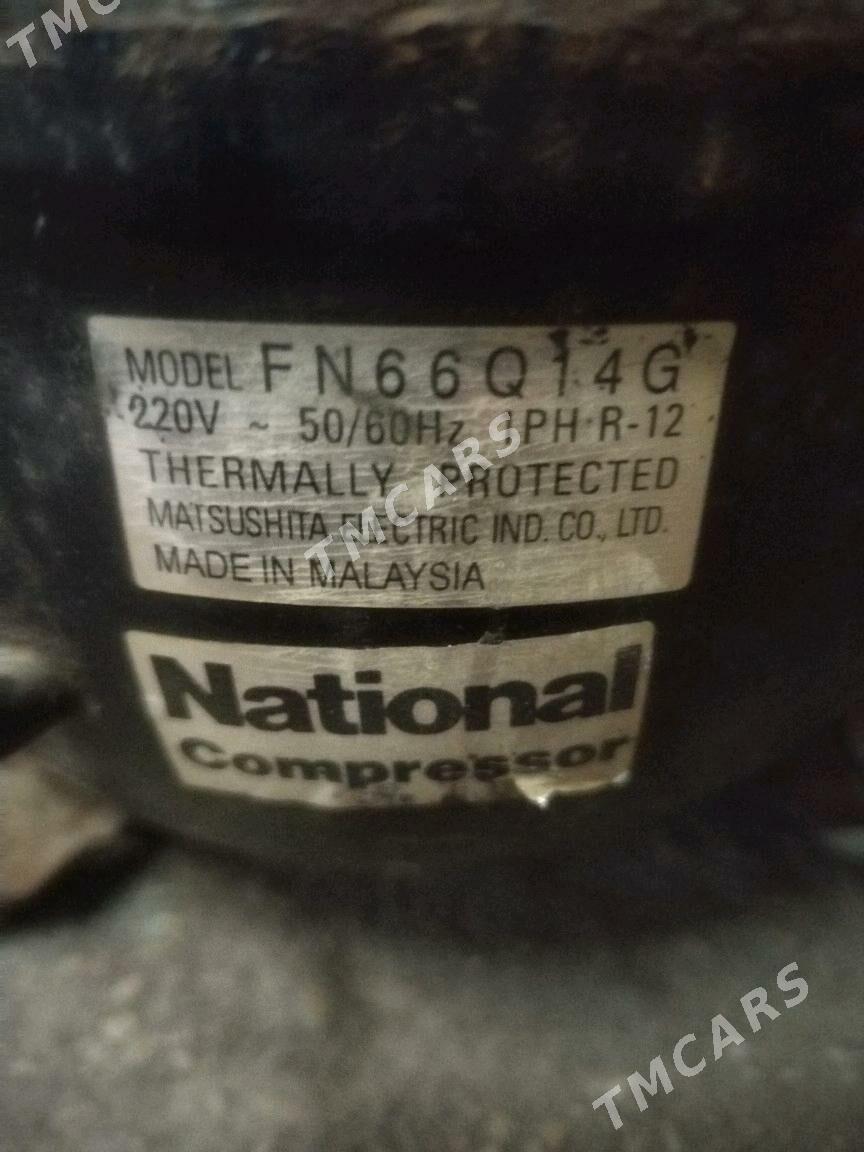 TMC
MODEL FN66Q14G
220V ~ 50/60Hz 1PH R-12
THERMALLY PROTECTED
MATSUSHITA ELECTRIC IND. CO., LTD.
MADE IN MALAYSIA
TMCARS
National
Compressor
TMCARS